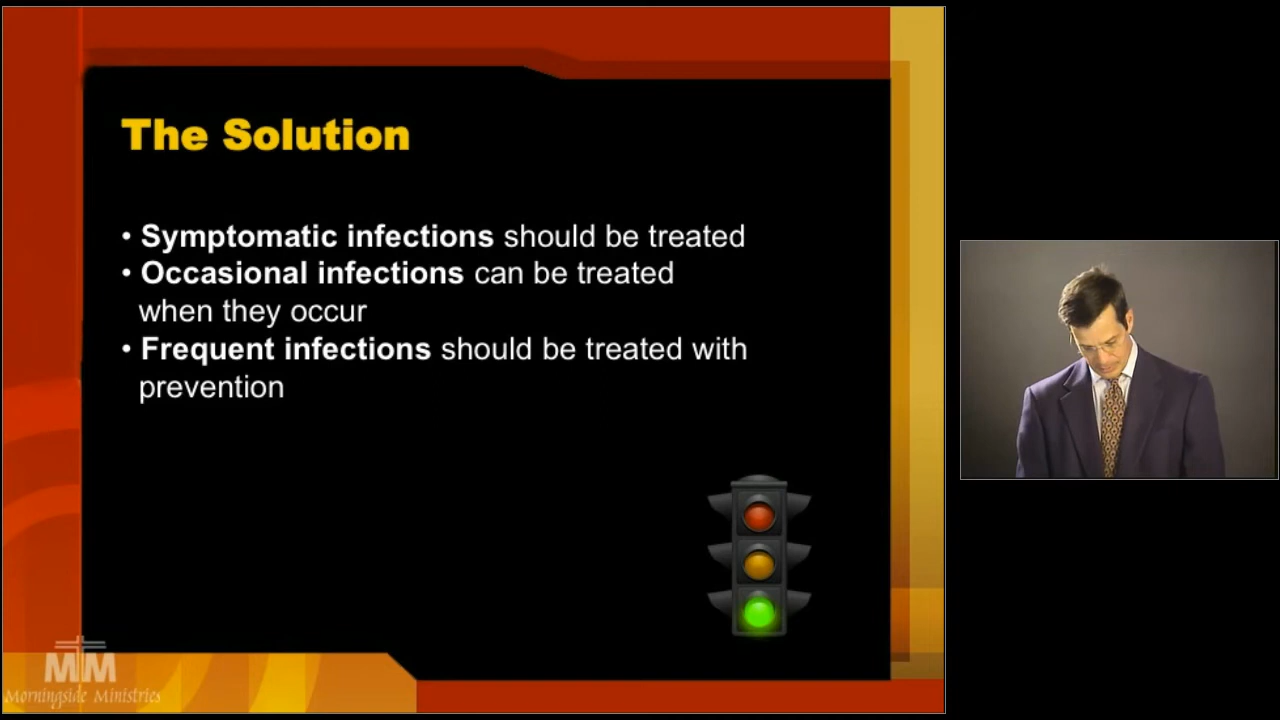 The Solution
• Symptomatic infections should be treated
• Occasional infections can be treated
when they occur
• Frequent infections should be treated with
prevention
MM
Morningside Ministries